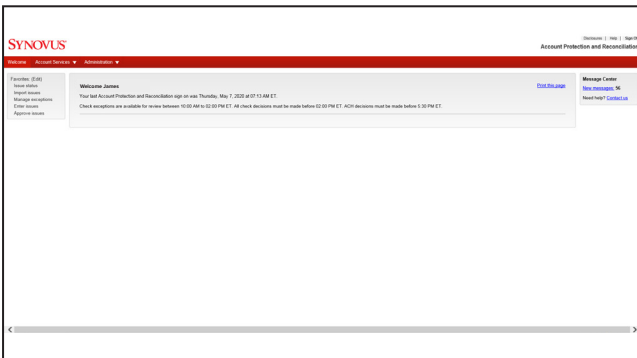 Disclosures | Help | Sign Of
SYNOVUS
Account Protection and Reconciliation
Welcome Account Services ▼ Administration ▼
Favorites: (Edit)
Issue status
Import issues
Manage exceptions
Enter issues
Approve issues
Welcome James
Print this page
Your last Account Protection and Reconciliation sign on was Thursday, May 7, 2020 at 07:13 AM ET.
Check exceptions are available for review between 10:00 AM to 02:00 PM ET. All check decisions must be made before 02:00 PM ET. ACH decisions must be made before 5:30 PM ET.
Message Center
New messages: 56
Need help? Contact us